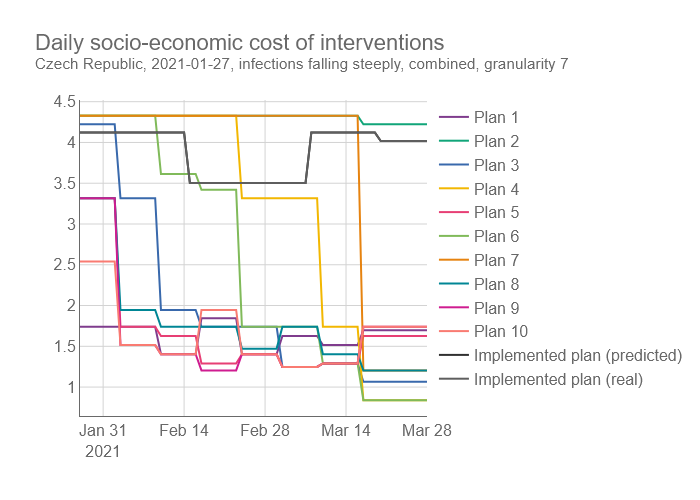 Daily socio-economic cost of interventions
Czech Republic, 2021-01-27, infections falling steeply, combined, granularity 7
4.5
4
3.5
3
2.5
2
1.5
1
Jan 31
2021
Feb 14
Feb 28
Mar 14
Mar 28
Plan 1
Plan 2
Plan 3
Plan 4
Plan 5
Plan 6
Plan 7
Plan 8
Plan 9
Plan 10
Implemented plan (predicted)
Implemented plan (real)